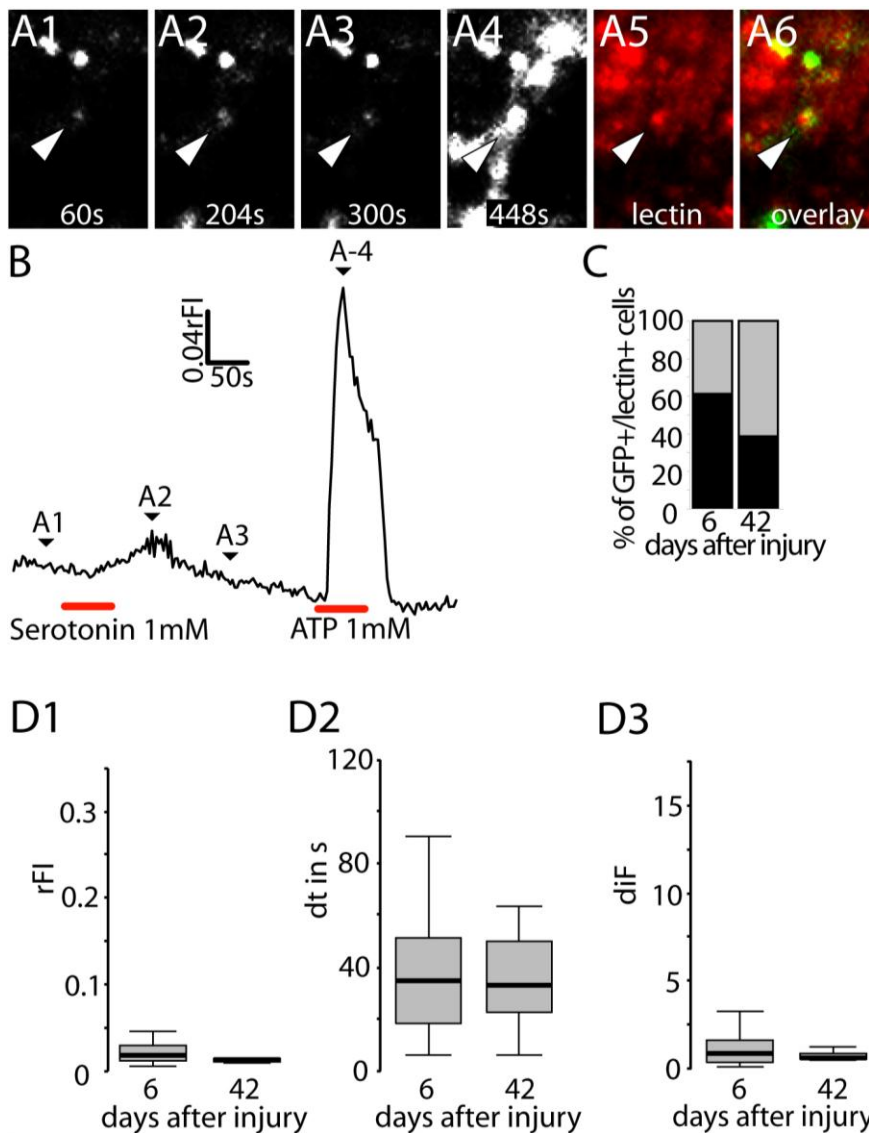 A1 A2 A3 A4 A5 A6
60s 204s 300s 448s lectin overlay
B
A-4
0.04rFI
50s
A1
A2
A3
Serotonin 1mM
ATP 1mM
C
% of GFP+/lectin+ cells
100
80
60
40
20
0
6 42
days after injury
D1
rFI
0.3
0.2
0.1
0
6 42
days after injury
D2
dt in s
120
80
40
0
6 42
days after injury
D3
diF
15
10
5
0
6 42
days after injury